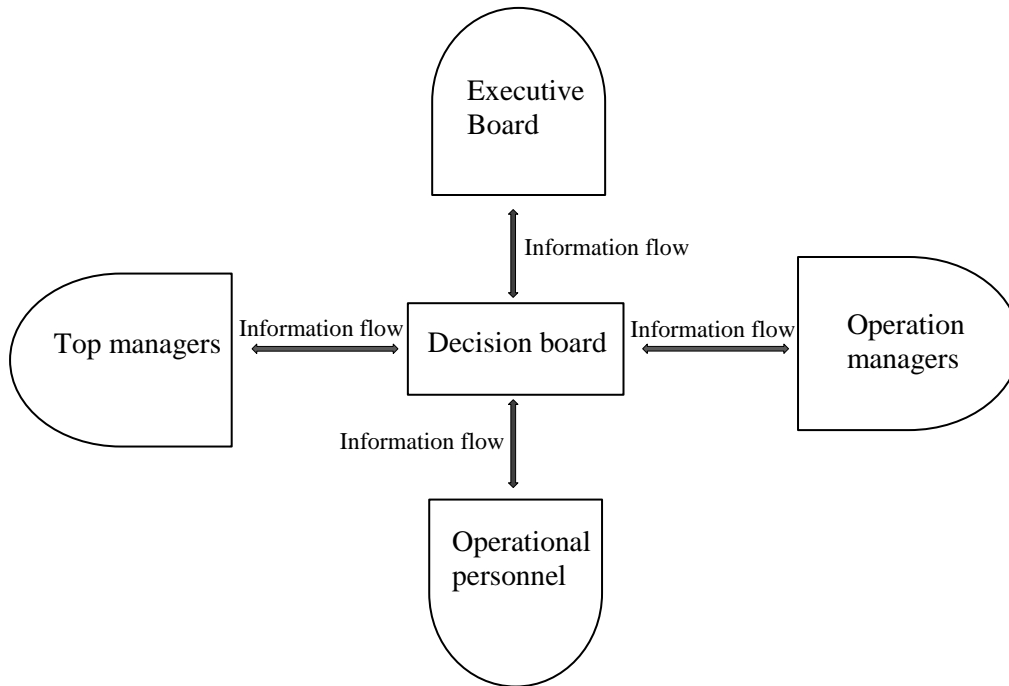 Executive
Board
Information flow
Top managers
Information flow
Decision board
Information flow
Operation
managers
Information flow
Operational
personnel